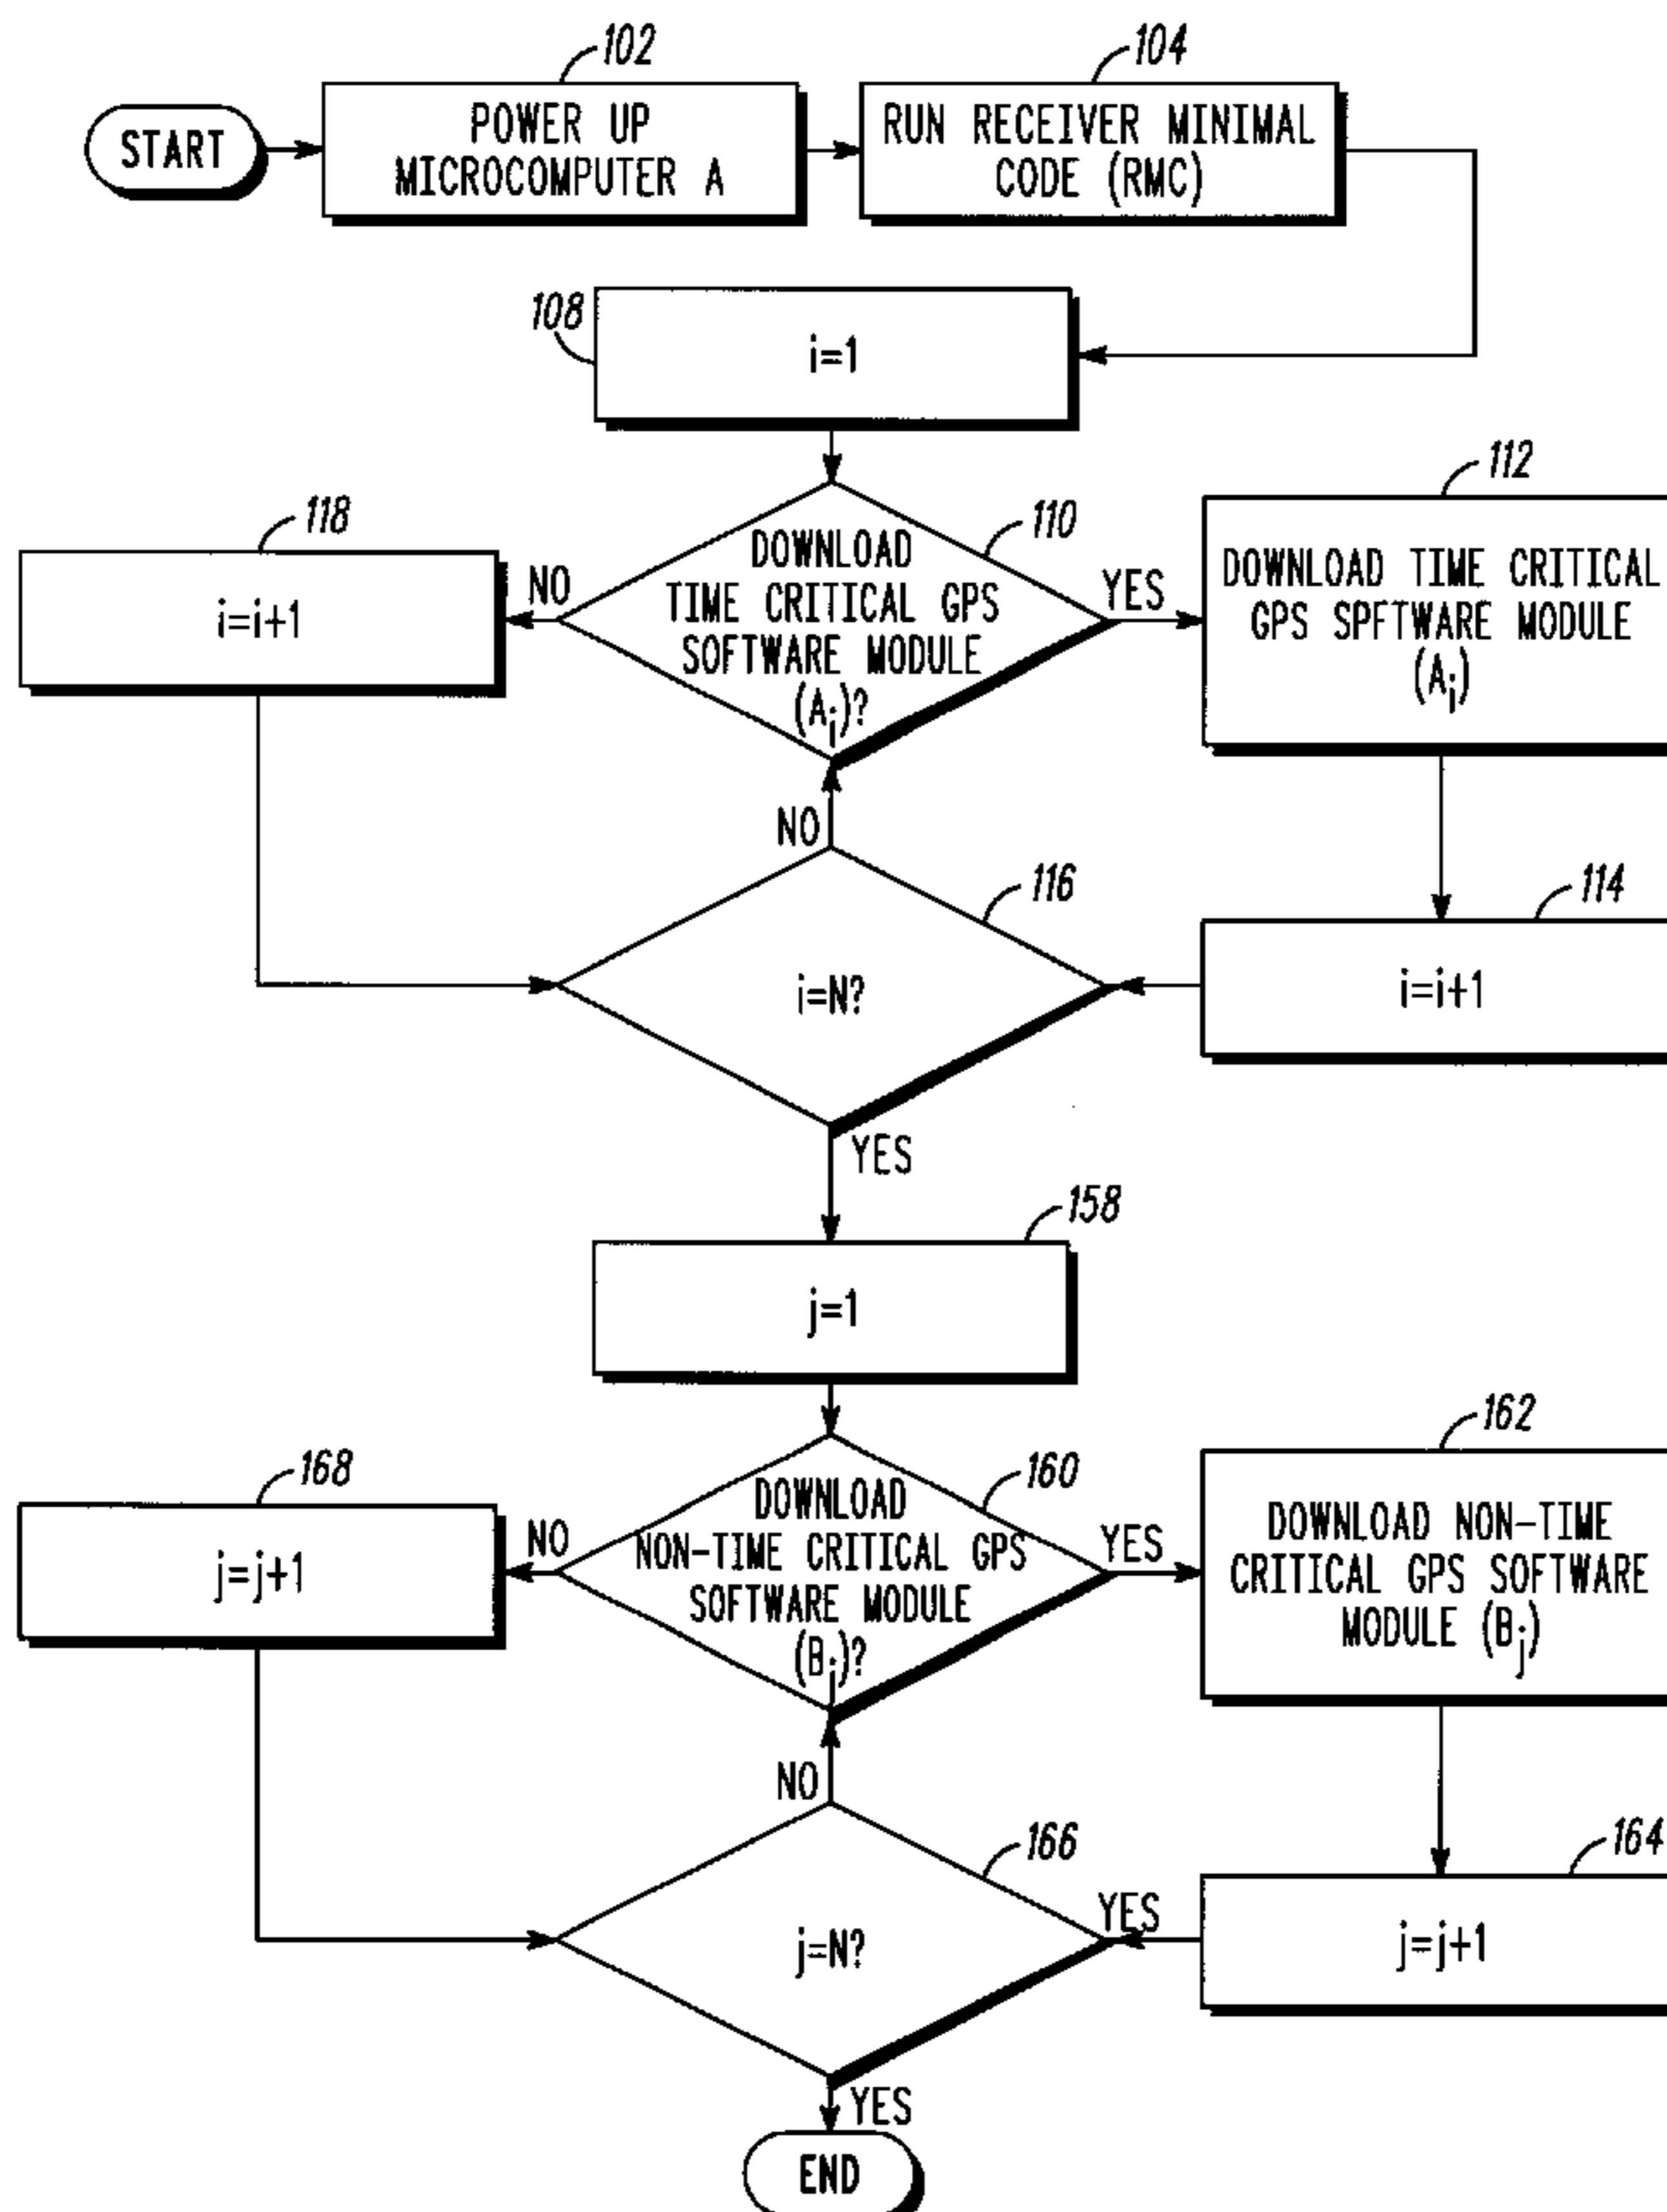 102
104
START
POWER UP
MICROCOMPUTER A
RUN RECEIVER MINIMAL
CODE (RMC)
108
i=1
112
118
110
DOWNLOAD
TIME CRITICAL GPS
SOFTWARE MODULE
(Ai)?
NO
YES
i=i+1
DOWNLOAD TIME CRITICAL
GPS SPFTWARE MODULE
(Ai)
NO
116
114
i=N?
i=i+1
YES
158
j=1
162
168
160
DOWNLOAD
NON-TIME CRITICAL GPS
SOFTWARE MODULE
(Bj)?
NO
YES
j=j+1
DOWNLOAD NON-TIME
CRITICAL GPS SOFTWARE
MODULE (Bj)
NO
166
164
YES
j=N?
j=j+1
YES
END